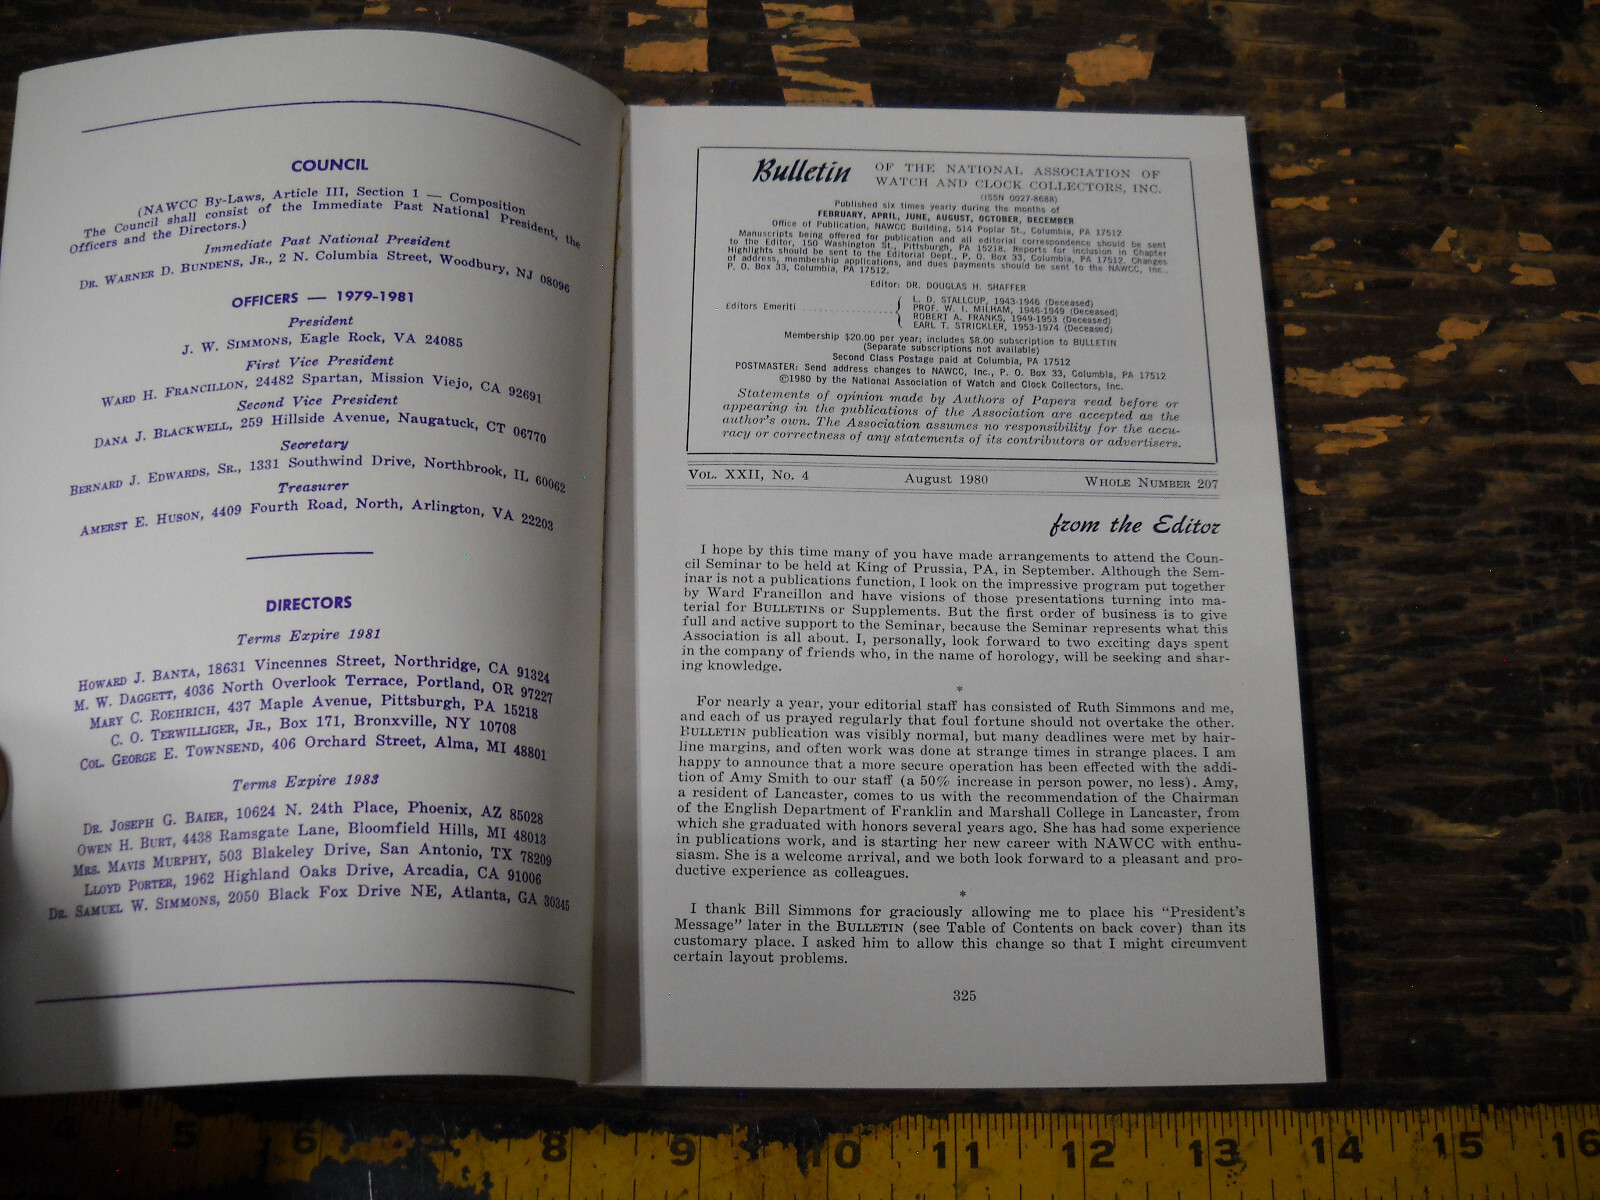 COUNCIL
(NAWCC By-Laws, Article III, Section 1 — Composition
The Council shall consist of the Immediate Past National President, the
Officers and the Directors.)
Immediate Past National President
DR. WARNER D. BUNDENS, JR., 2 N. Columbia Street, Woodbury, NJ 08096
OFFICERS — 1979-1981
President
J. W. SIMMONS, Eagle Rock, VA 24085
First Vice President
WARD H. FRANCILLON, 24482 Spartan, Mission Viejo, CA 92691
Second Vice President
DANA J. BLACKWELL, 259 Hillside Avenue, Naugatuck, CT 06770
Secretary
BERNARD J. EDWARDS, SR., 1331 Southwind Drive, Northbrook, IL 60062
Treasurer
AMERST E. HUSON, 4409 Fourth Road, North, Arlington, VA 22203
DIRECTORS
Terms Expire 1981
HOWARD J. BANTA, 18631 Vincennes Street, Northridge, CA 91324
M. W. DAGGETT, 4036 North Overlook Terrace, Portland, OR 97227
MARY C. ROEHRICH, 437 Maple Avenue, Pittsburgh, PA 15218
C. O. TERWILLIGER, JR., Box 171, Bronxville, NY 10708
COL. GEORGE E. TOWNSEND, 406 Orchard Street, Alma, MI 48801
Terms Expire 1983
DR. JOSEPH G. BAIER, 10624 N. 24th Place, Phoenix, AZ 85028
OWEN H. BURT, 4438 Ramsgate Lane, Bloomfield Hills, MI 48013
MRS. MAVIS MURPHY, 503 Blakeley Drive, San Antonio, TX 78209
LLOYD PORTER, 1962 Highland Oaks Drive, Arcadia, CA 91006
DR. SAMUEL W. SIMMONS, 2050 Black Fox Drive NE, Atlanta, GA 30345
Bulletin OF THE NATIONAL ASSOCIATION OF
WATCH AND CLOCK COLLECTORS, INC.
(ISSN 0027-8688)
Published six times yearly during the months of
FEBRUARY, APRIL, JUNE, AUGUST, OCTOBER, DECEMBER
Office of Publication, NAWCC Building, 514 Poplar St., Columbia, PA 17512
Manuscripts being offered for publication and all editorial correspondence should be sent
to the Editor, 150 Washington St., Pittsburgh, PA 15218. Reports for inclusion in Chapter
Highlights should be sent to the Editorial Dept., P. O. Box 33, Columbia, PA 17512. Changes
of address, membership applications, and dues payments should be sent to the NAWCC, Inc.,
P. O. Box 33, Columbia, PA 17512.
Editor: DR. DOUGLAS H. SHAFFER
Editors Emeriti
L. D. STALLCUP, 1943-1946 (Deceased)
PROF. W. I. MILHAM, 1946-1949 (Deceased)
ROBERT A. FRANKS, 1949-1953 (Deceased)
EARL T. STRICKLER, 1953-1974 (Deceased)
Membership $20.00 per year; includes $8.00 subscription to BULLETIN
(Separate subscriptions not available)
Second Class Postage paid at Columbia, PA 17512
POSTMASTER: Send address changes to NAWCC, Inc., P. O. Box 33, Columbia, PA 17512
©1980 by the National Association of Watch and Clock Collectors, Inc.
Statements of opinion made by Authors of Papers read before or
appearing in the publications of the Association are accepted as the
author's own. The Association assumes no responsibility for the accu-
racy or correctness of any statements of its contributors or advertisers.
VOL. XXII, No. 4 August 1980 WHOLE NUMBER 207
from the Editor
I hope by this time many of you have made arrangements to attend the Coun-
cil Seminar to be held at King of Prussia, PA, in September. Although the Sem-
inar is not a publications function, I look on the impressive program put together
by Ward Francillon and have visions of those presentations turning into ma-
terial for BULLETINS or Supplements. But the first order of business is to give
full and active support to the Seminar, because the Seminar represents what this
Association is all about. I, personally, look forward to two exciting days spent
in the company of friends who, in the name of horology, will be seeking and shar-
ing knowledge.
*
For nearly a year, your editorial staff has consisted of Ruth Simmons and me,
and each of us prayed regularly that foul fortune should not overtake the other.
BULLETIN publication was visibly normal, but many deadlines were met by hair-
line margins, and often work was done at strange times in strange places. I am
happy to announce that a more secure operation has been effected with the addi-
tion of Amy Smith to our staff (a 50% increase in person power, no less). Amy,
a resident of Lancaster, comes to us with the recommendation of the Chairman
of the English Department of Franklin and Marshall College in Lancaster, from
which she graduated with honors several years ago. She has had some experience
in publications work, and is starting her new career with NAWCC with enthu-
siasm. She is a welcome arrival, and we both look forward to a pleasant and pro-
ductive experience as colleagues.
*
I thank Bill Simmons for graciously allowing me to place his "President's
Message" later in the BULLETIN (see Table of Contents on back cover) than its
customary place. I asked him to allow this change so that I might circumvent
certain layout problems.
325
4 5 6 8 9 10 11 12 13 14 15 16